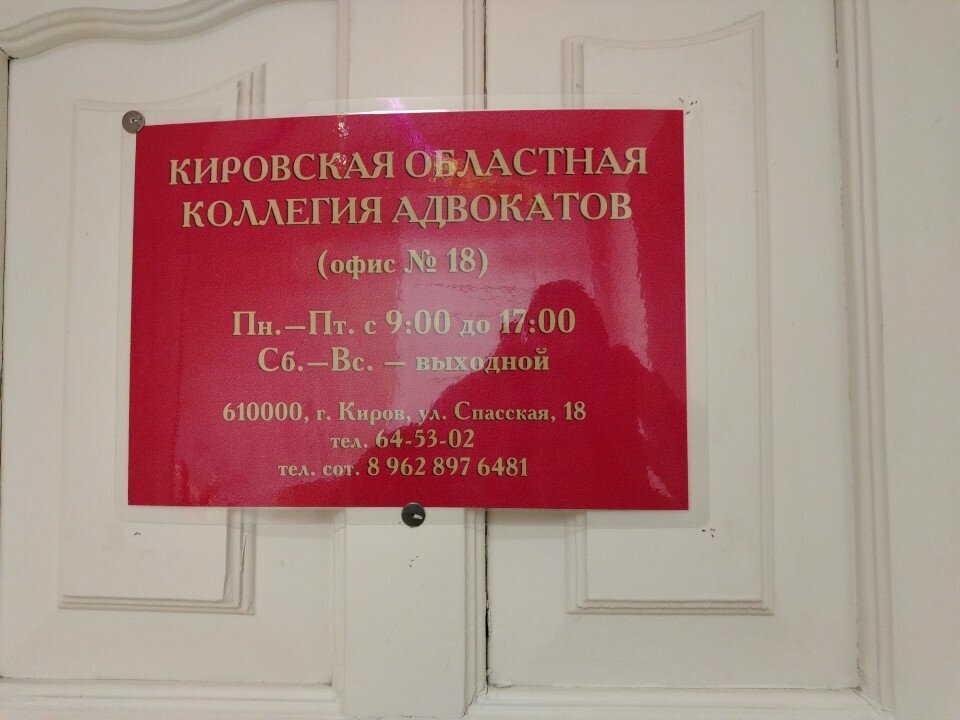 КИРОВСКАЯ ОБЛАСТНАЯ
КОЛЛЕГИЯ АДВОКАТОВ
(офис № 18)
Пн.–Пт. с 9:00 до 17:00
Сб.–Вс. – выходной
610000, г. Киров, ул. Спасская, 18
тел. 64-53-02
тел. сот. 8 962 897 6481